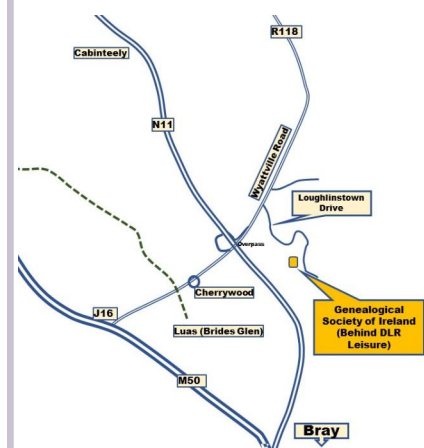 R118
Cabinteely
N11
Wyattville Road
Loughlinstown
Drive
Overpass
Cherrywood
Genealogical
Society of Ireland
(Behind DLR
Leisure)
J16
Luas (Brides Glen)
M50
Bray